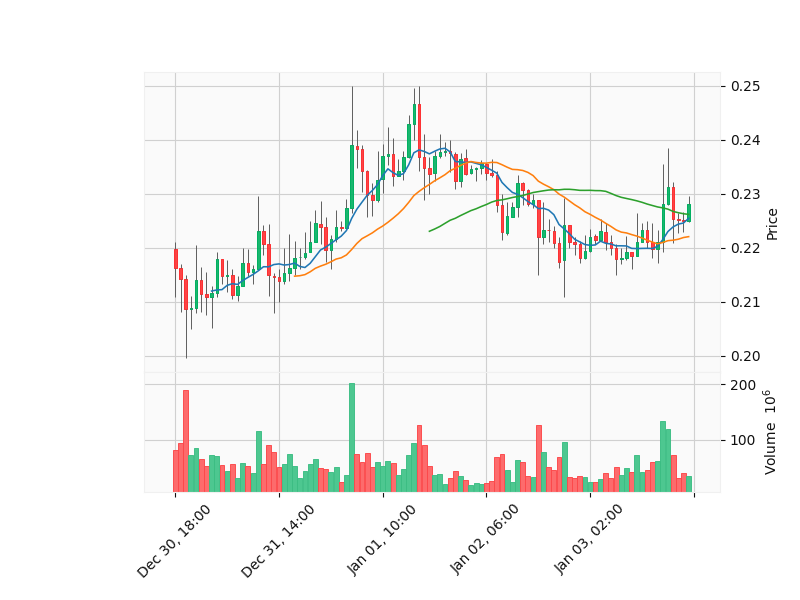 0.25
0.24
0.23
0.22
0.21
0.20
Price
200
100
Volume 10^6
Dec 30, 18:00
Dec 31, 14:00
Jan 01, 10:00
Jan 02, 06:00
Jan 03, 02:00